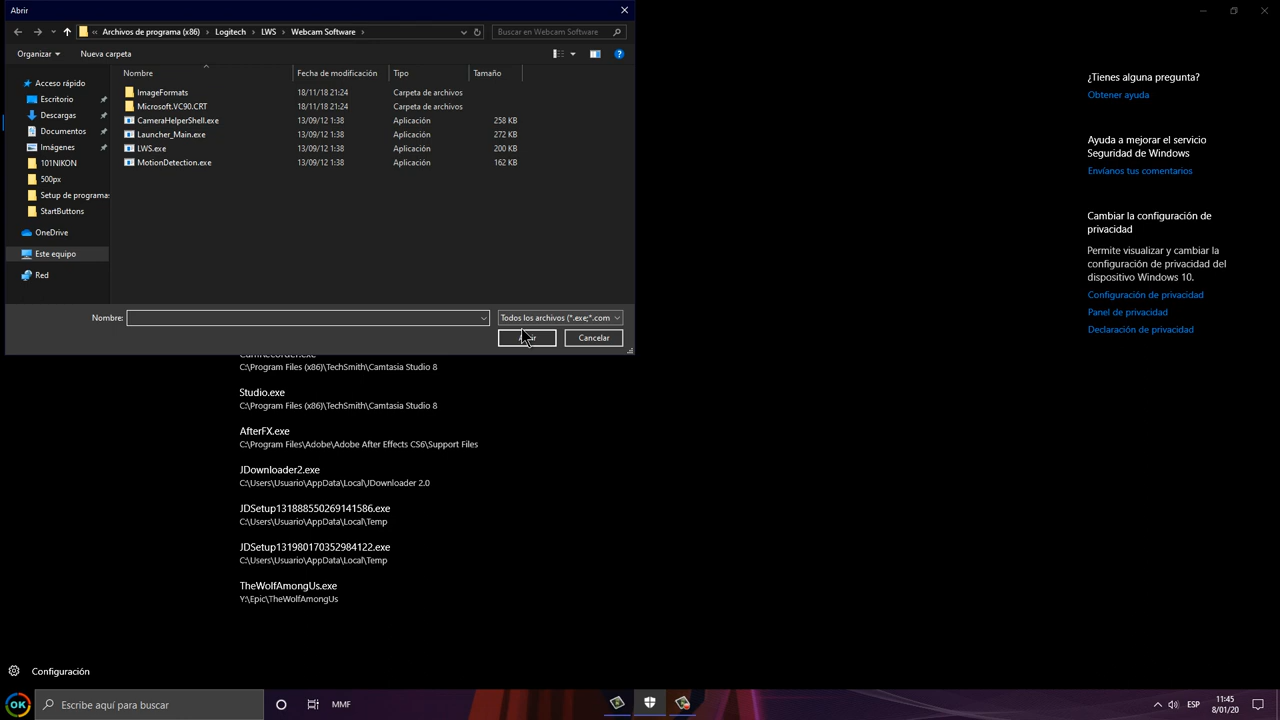 Abrir
Archivos de programa (x86) Logitech LWS Webcam Software
Buscar en Webcam Software
Organizar
Nueva carpeta
Nombre Fecha de modificación Tipo Tamaño
Acceso rápido
Escritorio
Descargas
Documentos
Imágenes
101NIKON
500px
Setup de programas
StartButtons
OneDrive
Este equipo
Red
ImageFormats 18/11/18 21:24 Carpeta de archivos
Microsoft.VC90.CRT 18/11/18 21:24 Carpeta de archivos
CameraHelperShell.exe 13/09/12 1:38 Aplicación 258 KB
Launcher_Main.exe 13/09/12 1:38 Aplicación 272 KB
LWS.exe 13/09/12 1:38 Aplicación 200 KB
MotionDetection.exe 13/09/12 1:38 Aplicación 162 KB
Nombre:
Todos los archivos (*.exe;*.com
Cancelar
C:\Program Files (x86)\TechSmith\Camtasia Studio 8
Studio.exe
C:\Program Files (x86)\TechSmith\Camtasia Studio 8
AfterFX.exe
C:\Program Files\Adobe\Adobe After Effects CS6\Support Files
JDownloader2.exe
C:\Users\Usuario\AppData\Local\JDownloader 2.0
JDSetup131888550269141586.exe
C:\Users\Usuario\AppData\Local\Temp
JDSetup131980170352984122.exe
C:\Users\Usuario\AppData\Local\Temp
TheWolfAmongUs.exe
Y:\Epic\TheWolfAmongUs
¿Tienes alguna pregunta?
Obtener ayuda
Ayuda a mejorar el servicio
Seguridad de Windows
Envíanos tus comentarios
Cambiar la configuración de
privacidad
Permite visualizar y cambiar la
configuración de privacidad del
dispositivo Windows 10.
Configuración de privacidad
Panel de privacidad
Declaración de privacidad
Configuración
OK
Escribe aquí para buscar
MMF
ESP
11:45
8/01/20